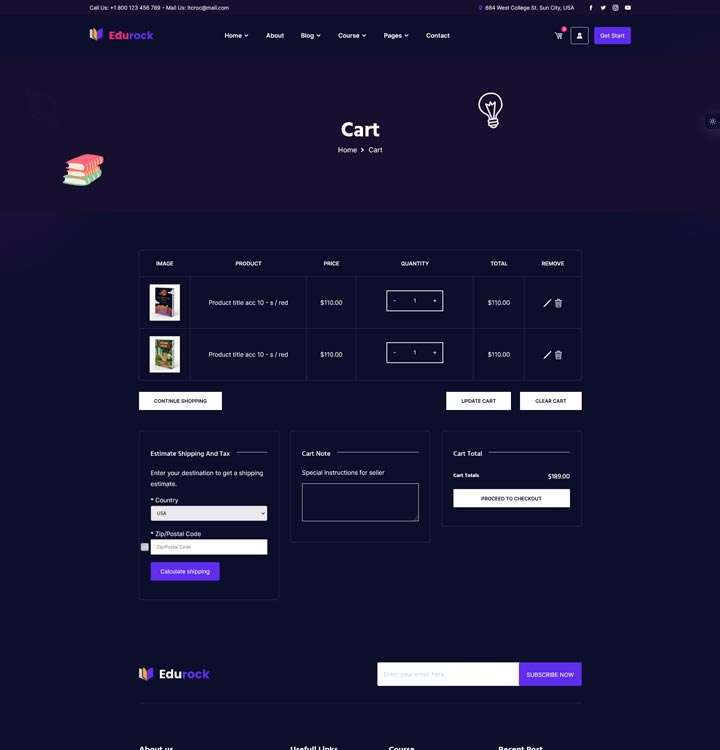 Call Us: +1 800 123 456 789 - Mail Us: Itcroc@mail.com
684 West College St. Sun City, USA
Edurock
Home About Blog Course Pages Contact
Get Start
Cart
Home > Cart
IMAGE PRODUCT PRICE QUANTITY TOTAL REMOVE
Product title acc 10 - s / red $110.00 - 1 + $110.00
Product title acc 10 - s / red $110.00 - 1 + $110.00
CONTINUE SHOPPING UPDATE CART CLEAR CART
Estimate Shipping And Tax
Enter your destination to get a shipping
estimate.
* Country
USA
* Zip/Postal Code
Zip/Postal Code
Calculate shipping
Cart Note
Special instructions for seller
Cart Total
Cart Totals $189.00
PROCEED TO CHECKOUT
Edurock
Enter your email here
SUBSCRIBE NOW
About us Usefull Links Course Recent Post